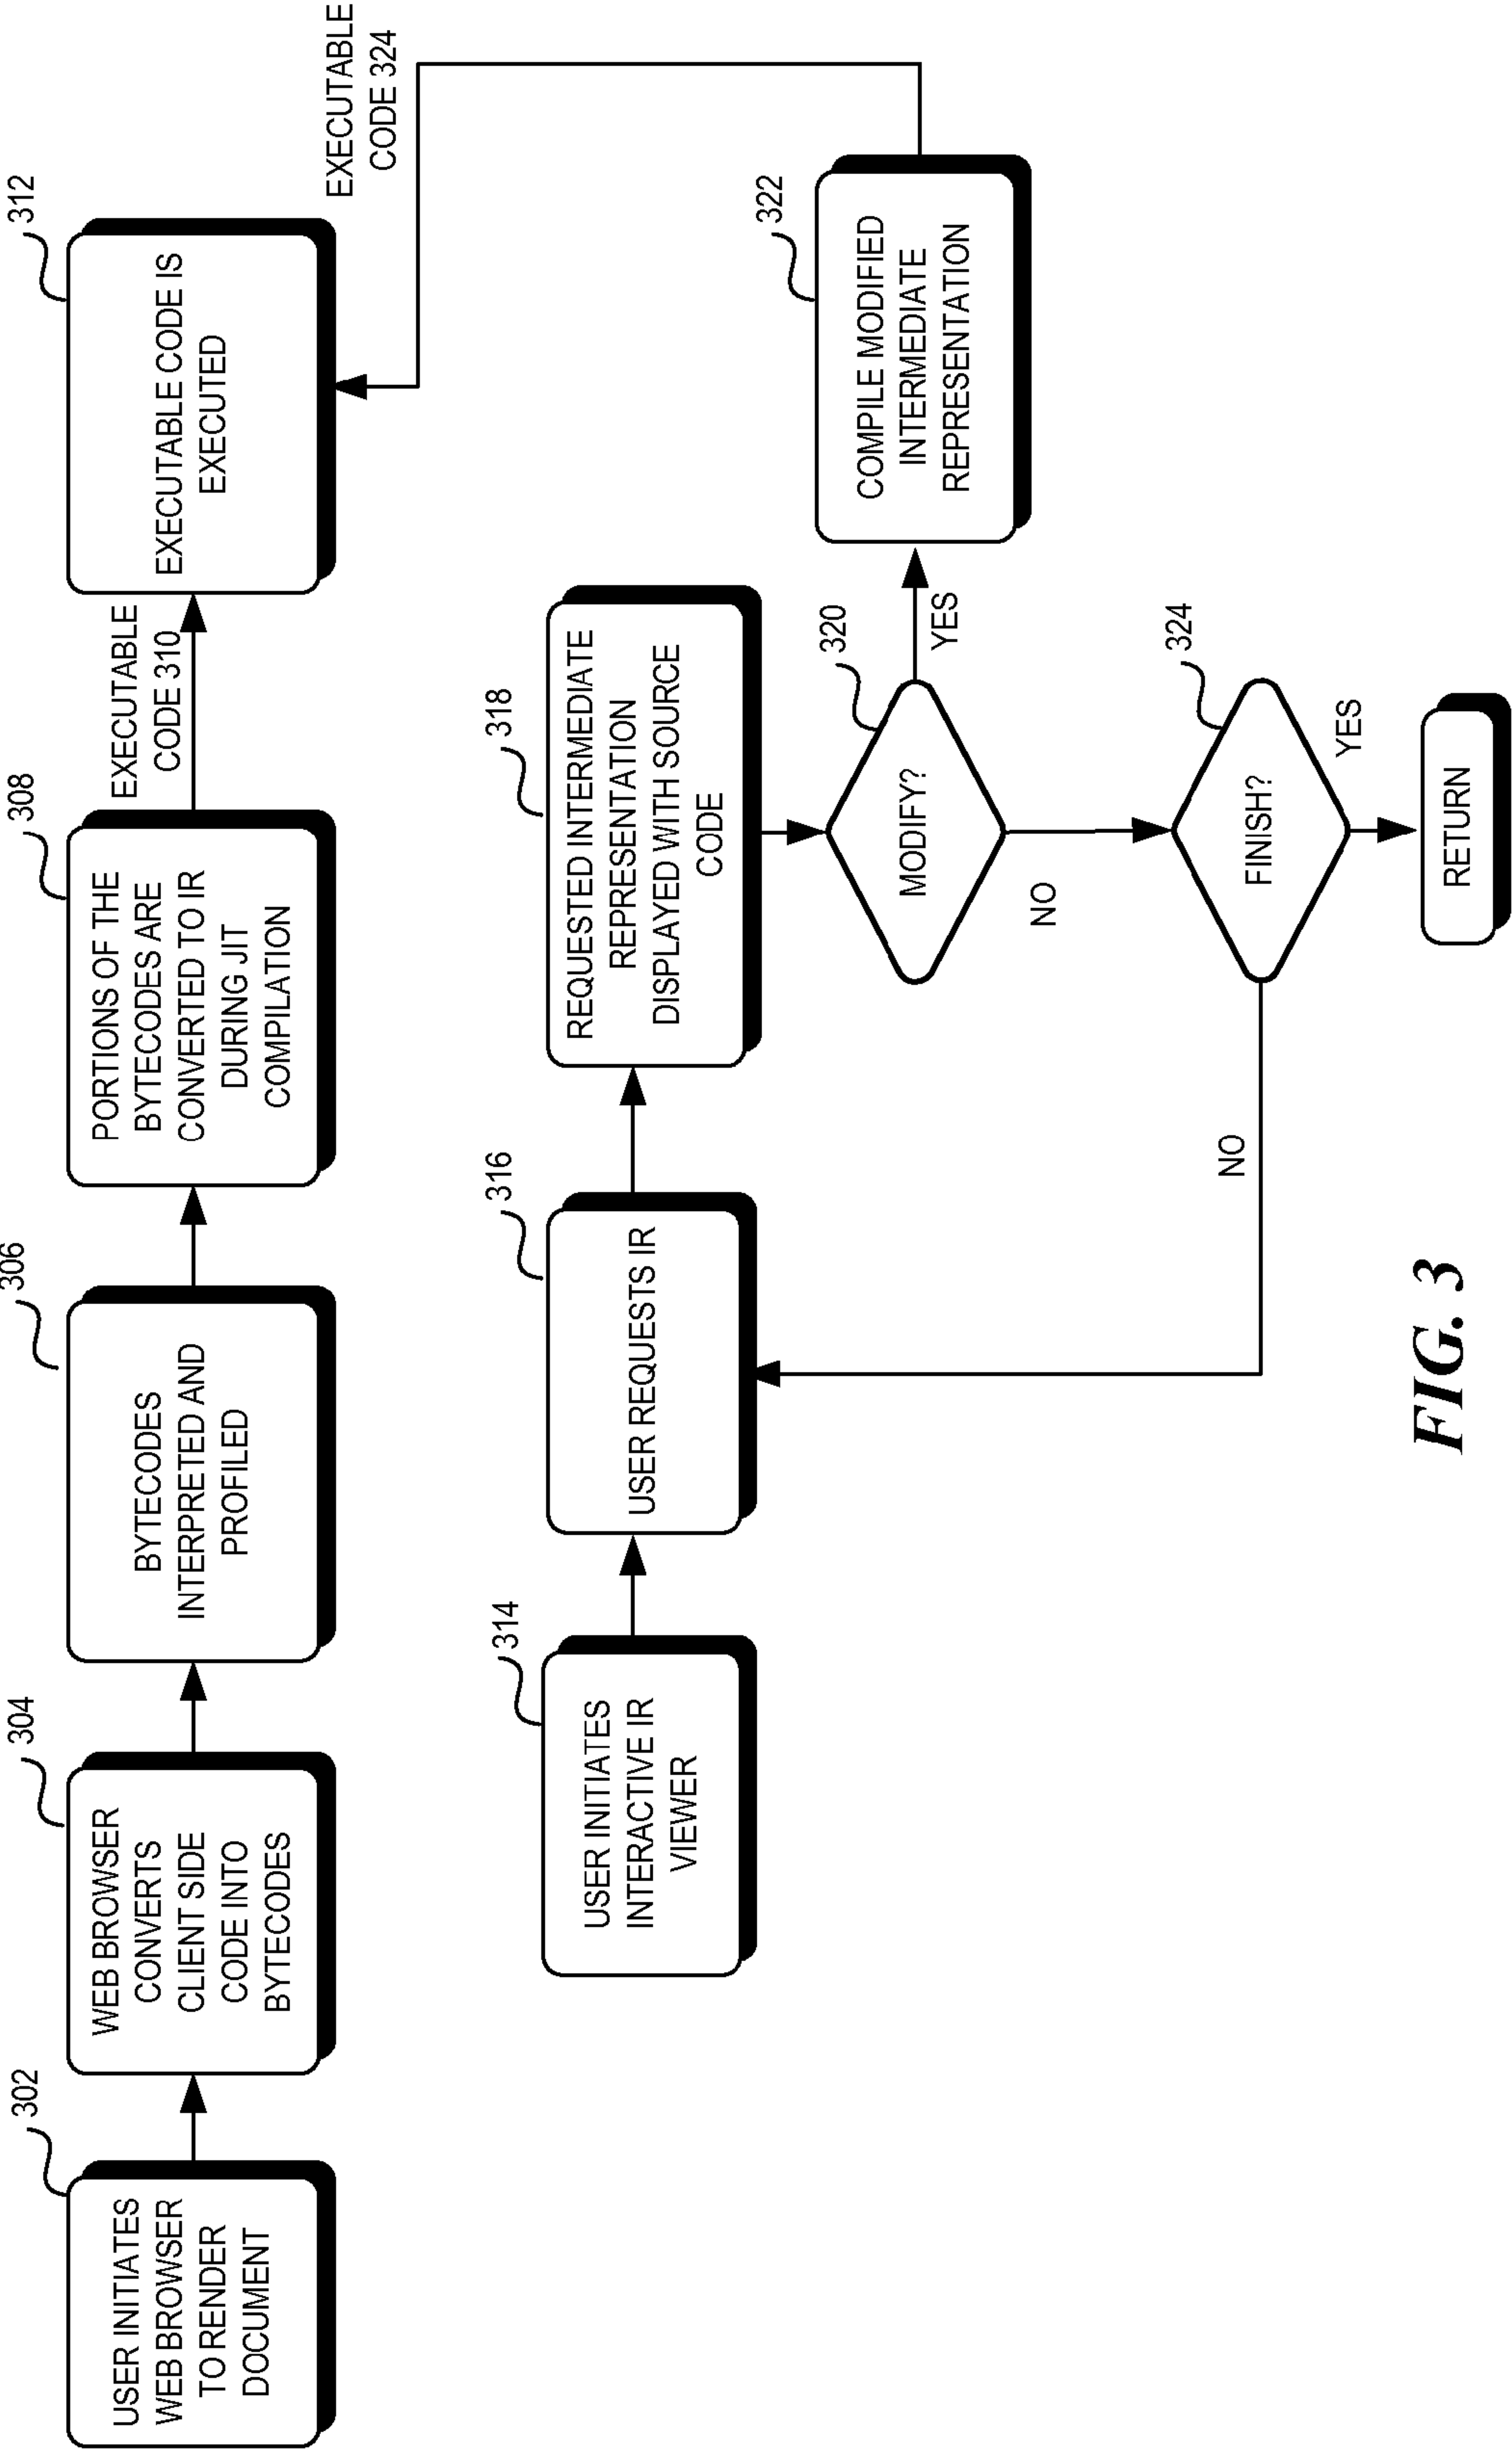 302
USER INITIATES
WEB BROWSER
TO RENDER
DOCUMENT
304
WEB BROWSER
CONVERTS
CLIENT SIDE
CODE INTO
BYTECODES
306
BYTECODES
INTERPRETED AND
PROFILED
308
PORTIONS OF THE
BYTECODES ARE
CONVERTED TO IR
DURING JIT
COMPILATION
EXECUTABLE
CODE 310
312
EXECUTABLE CODE IS
EXECUTED
EXECUTABLE
CODE 324
314
USER INITIATES
INTERACTIVE IR
VIEWER
316
USER REQUESTS IR
318
REQUESTED INTERMEDIATE
REPRESENTATION
DISPLAYED WITH SOURCE
CODE
320
MODIFY?
YES
322
COMPILE MODIFIED
INTERMEDIATE
REPRESENTATION
NO
324
FINISH?
NO
YES
RETURN
FIG. 3